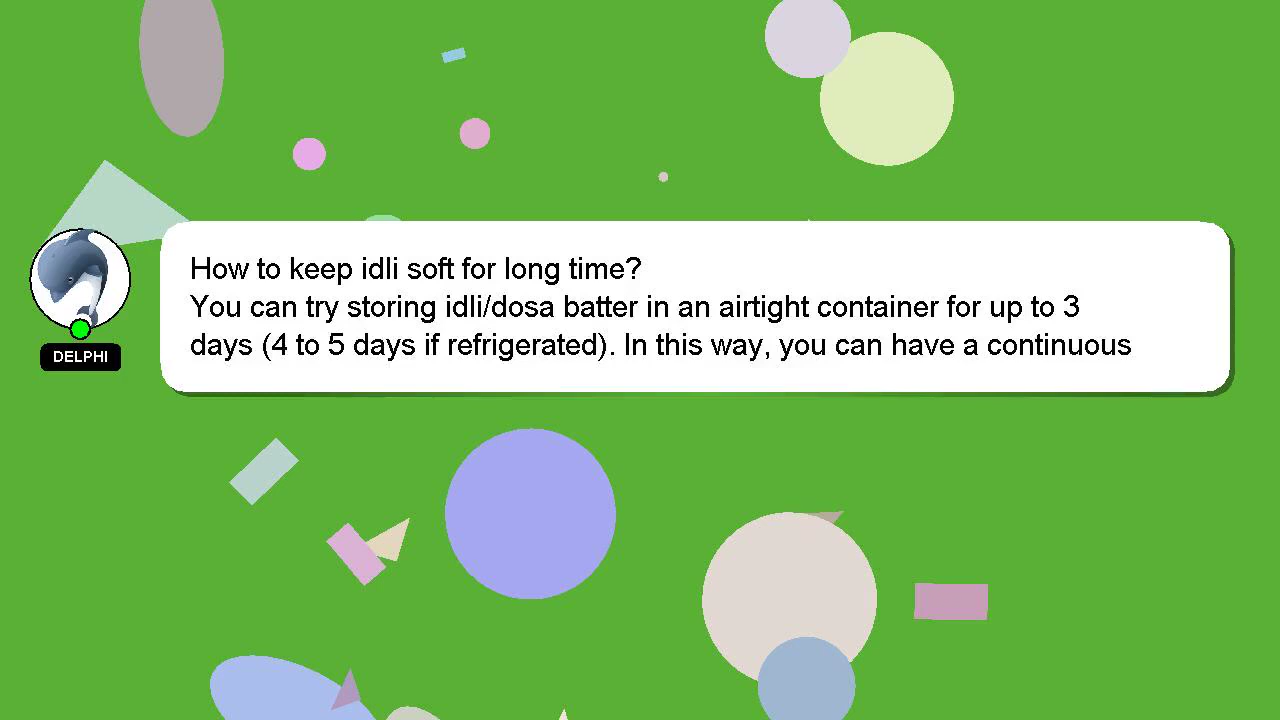 How to keep idli soft for long time?
You can try storing idli/dosa batter in an airtight container for up to 3
days (4 to 5 days if refrigerated). In this way, you can have a continuous
DELPHI